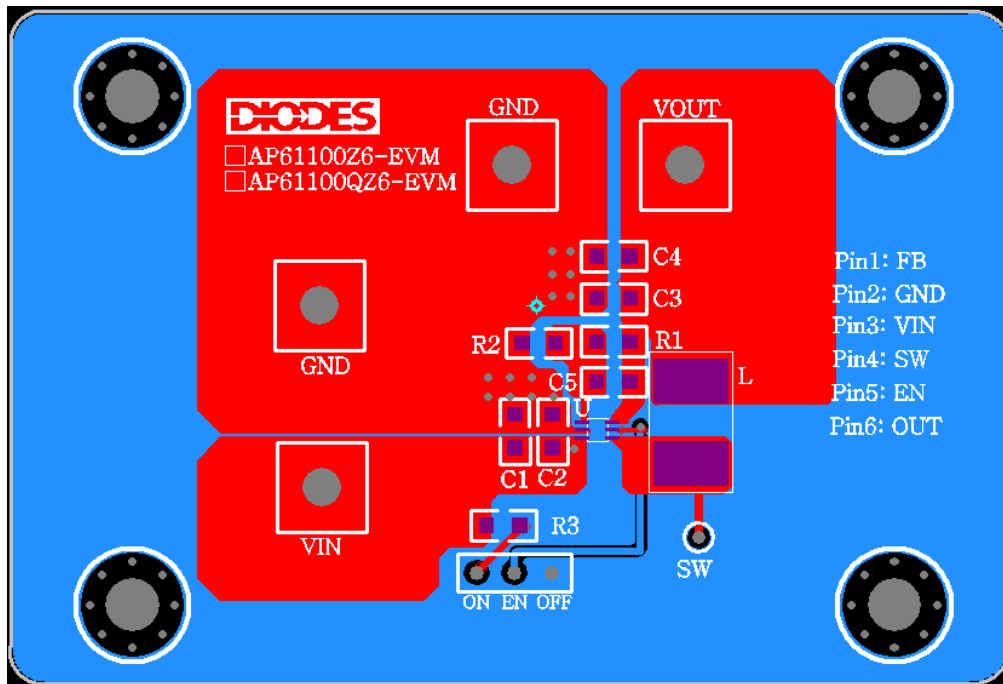 DIODES
AP61100Z6-EVM
AP61100QZ6-EVM
GND
VOUT
C4
C3
R2
R1
GND
C5
L
U
C1
C2
VIN
R3
ON EN OFF
SW
Pin1: FB
Pin2: GND
Pin3: VIN
Pin4: SW
Pin5: EN
Pin6: OUT